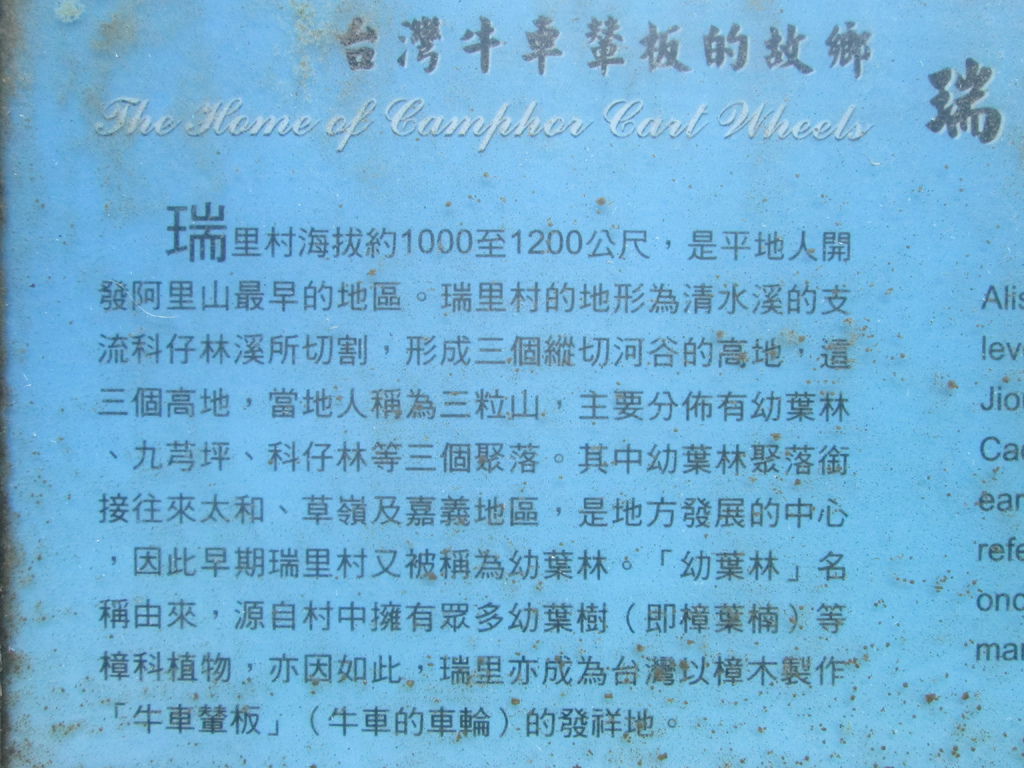 台灣牛車輦板的故鄉
The Home of Camphor Cart Wheels
瑞
瑞里村海拔約1000至1200公尺，是平地人開
發阿里山最早的地區。瑞里村的地形為清水溪的支
流科仔林溪所切割，形成三個縱切河谷的高地，這
三個高地，當地人稱為三粒山，主要分佈有幼葉林
、九芎坪、科仔林等三個聚落。其中幼葉林聚落銜
接往來太和、草嶺及嘉義地區，是地方發展的中心
，因此早期瑞里村又被稱為幼葉林。「幼葉林」名
稱由來，源自村中擁有眾多幼葉樹（即樟葉楠）等
樟科植物，亦因如此，瑞里亦成為台灣以樟木製作
「牛車輦板」（牛車的車輪）的發祥地。
Alis
leve
Jion
Cao
ear
refe
ond
mar